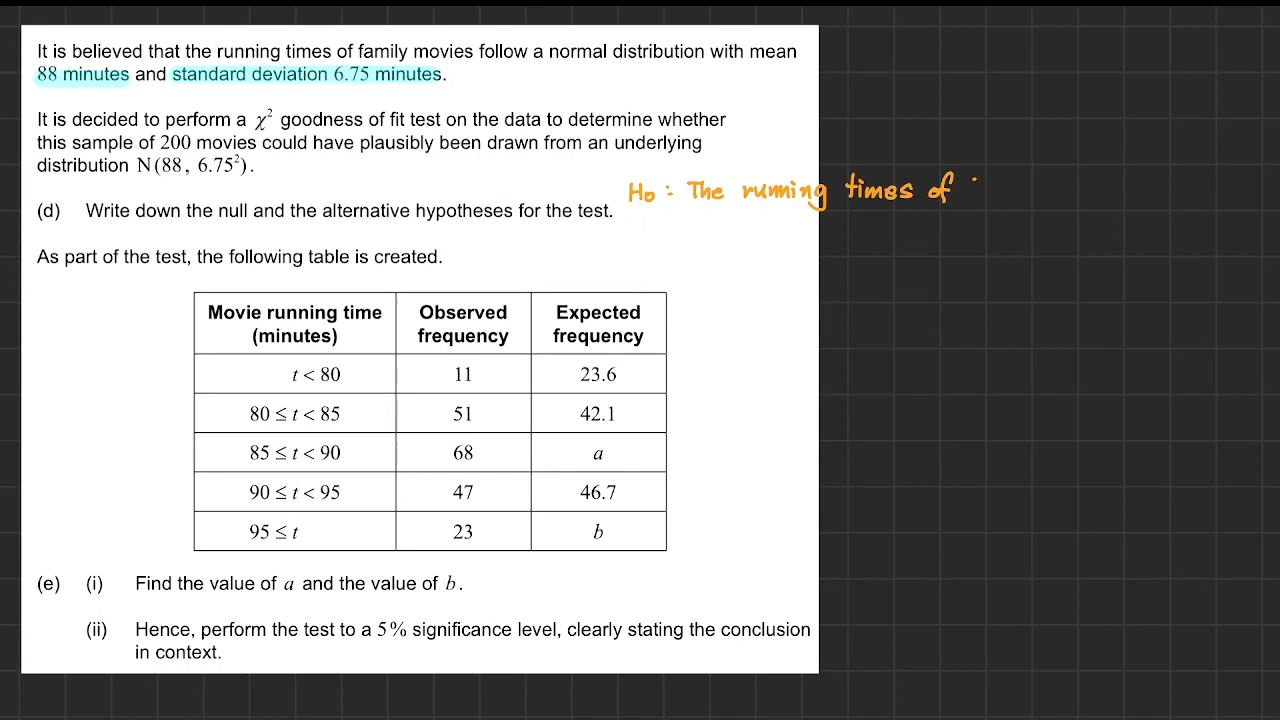 It is believed that the running times of family movies follow a normal distribution with mean
88 minutes and standard deviation 6.75 minutes.
It is decided to perform a χ² goodness of fit test on the data to determine whether
this sample of 200 movies could have plausibly been drawn from an underlying
distribution N(88, 6.75²).
H₀ : The running times of
(d) Write down the null and the alternative hypotheses for the test.
As part of the test, the following table is created.
Movie running time (minutes) Observed frequency Expected frequency
t < 80 11 23.6
80 ≤ t < 85 51 42.1
85 ≤ t < 90 68 a
90 ≤ t < 95 47 46.7
95 ≤ t 23 b
(e) (i) Find the value of a and the value of b.
(ii) Hence, perform the test to a 5% significance level, clearly stating the conclusion
in context.